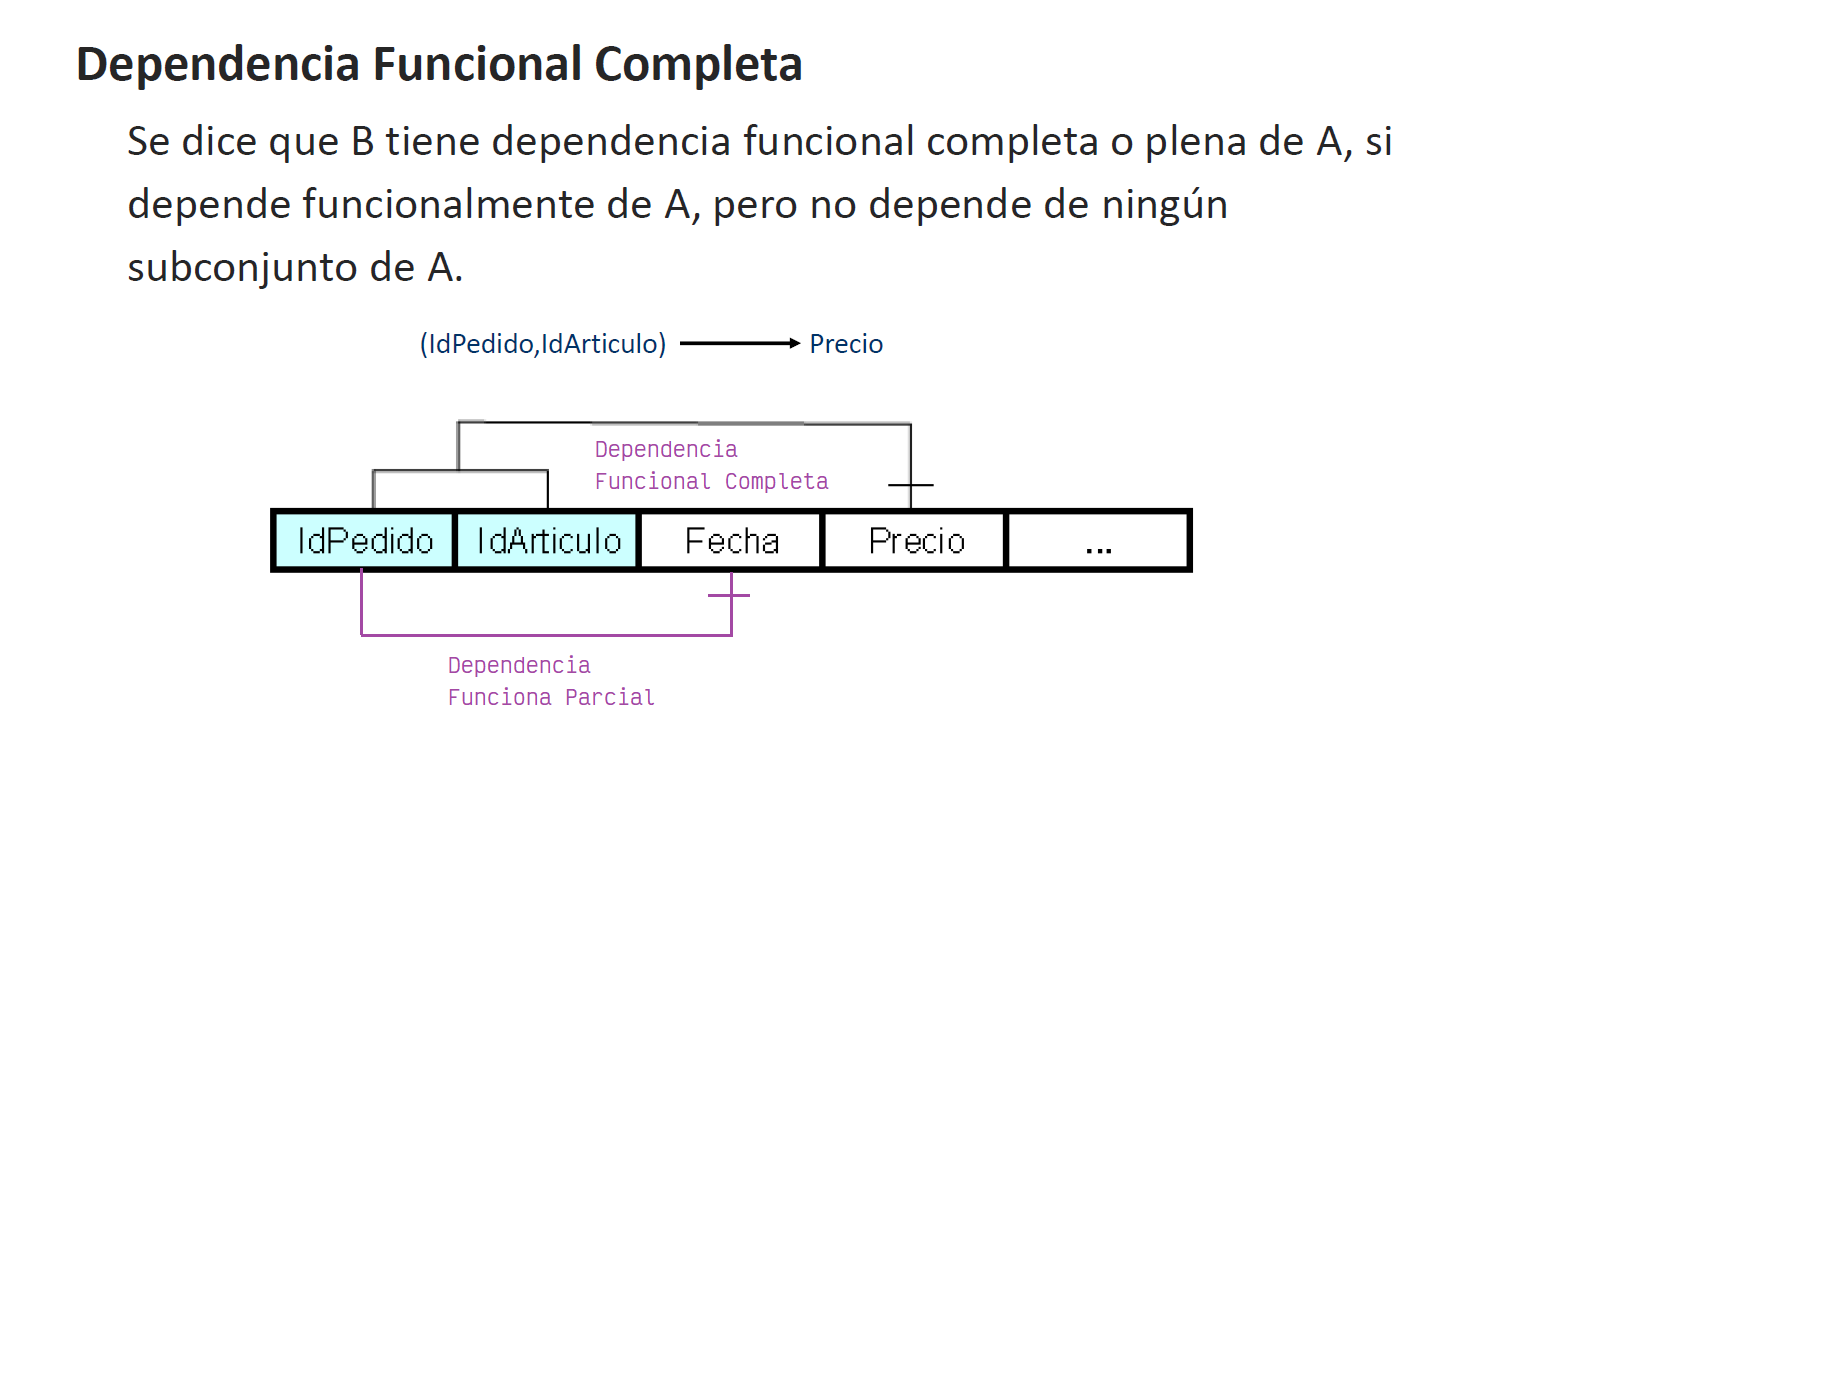 Dependencia Funcional Completa
Se dice que B tiene dependencia funcional completa o plena de A, si
depende funcionalmente de A, pero no depende de ningún
subconjunto de A.
(IdPedido,IdArticulo) Precio
Dependencia
Funcional Completa
IdPedido IdArticulo Fecha Precio ...
Dependencia
Funciona Parcial